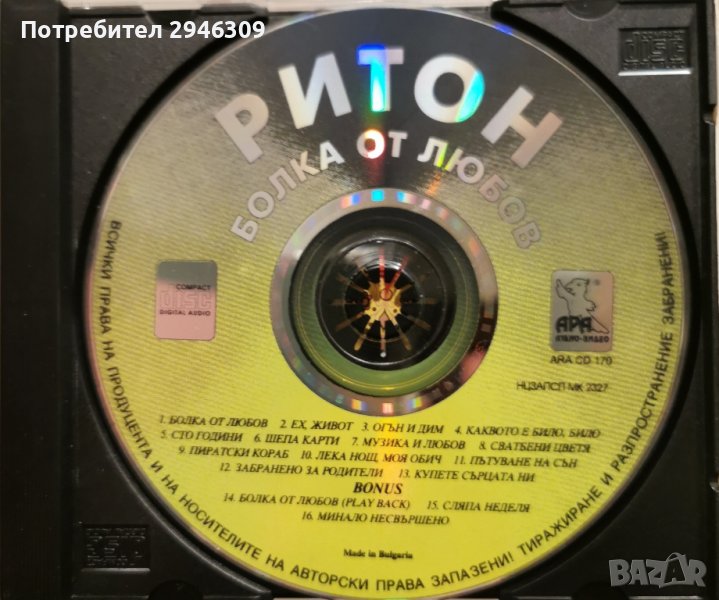 Потребител 2946309
РИТОН
БОЛКА ОТ ЛЮБОВ
COMPACT
DISC
DIGITAL AUDIO
АРА
АУДИО-ВИДЕО
ARA CD 170
НЦЗАПСП МК 2327
1. БОЛКА ОТ ЛЮБОВ 2. ЕХ, ЖИВОТ 3. ОГЪН И ДИМ 4. КАКВОТО Е БИЛО, БИЛО
5. СТО ГОДИНИ 6. ШЕПА КАРТИ 7. МУЗИКА И ЛЮБОВ 8. СВАТБЕНИ ЦВЕТЯ
9. ПИРАТСКИ КОРАБ 10. ЛЕКА НОЩ, МОЯ ОБИЧ 11. ПЪТУВАНЕ НА СЪН
12. ЗАБРАНЕНО ЗА РОДИТЕЛИ 13. КУПЕТЕ СЪРЦАТА НИ
BONUS
14. БОЛКА ОТ ЛЮБОВ (PLAY BACK) 15. СЛЯПА НЕДЕЛЯ
16. МИНАЛО НЕСВЪРШЕНО
Made in Bulgaria
ВСИЧКИ ПРАВА НА ПРОДУЦЕНТА И НА НОСИТЕЛИТЕ НА АВТОРСКИ ПРАВА ЗАПАЗЕНИ! ТИРАЖИРАНЕ И РАЗПРОСТРАНЕНИЕ ЗАБРАНЕНИ!
BAZAR